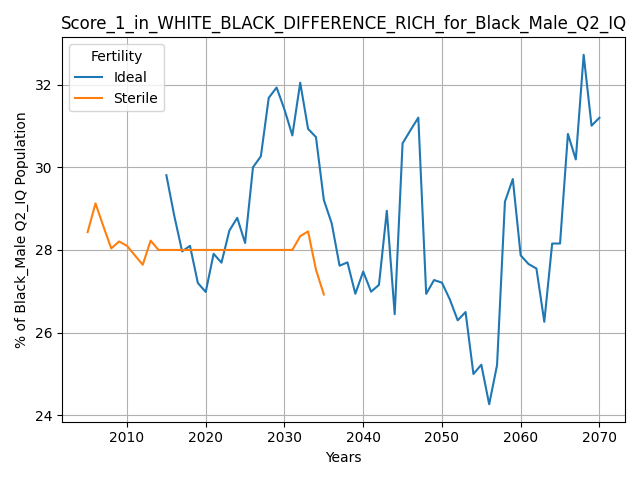 Score_1_in_WHITE_BLACK_DIFFERENCE_RICH_for_Black_Male_Q2_IQ
Fertility
Ideal
Sterile
% of Black_Male Q2_IQ Population
32
30
28
26
24
2010
2020
2030
2040
2050
2060
2070
Years